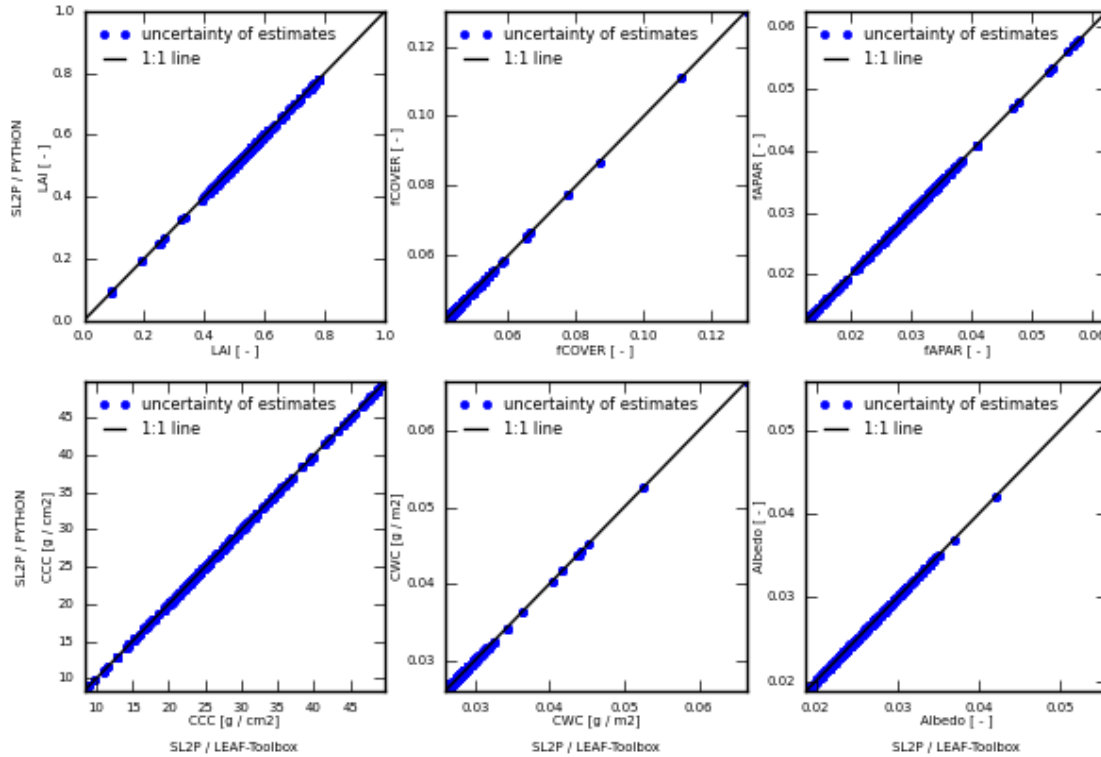 1.0
0.8
0.6
0.4
0.2
0.0
SL2P / PYTHON
LAI [ - ]
uncertainty of estimates
1:1 line
0.0 0.2 0.4 0.6 0.8 1.0
LAI [ - ]
0.12
0.10
0.08
0.06
fCOVER [ - ]
uncertainty of estimates
1:1 line
0.06 0.08 0.10 0.12
fCOVER [ - ]
0.06
0.05
0.04
0.03
0.02
fAPAR [ - ]
uncertainty of estimates
1:1 line
0.02 0.03 0.04 0.05 0.06
fAPAR [ - ]
45
40
35
30
25
20
15
10
SL2P / PYTHON
CCC [g / cm2]
uncertainty of estimates
1:1 line
10 15 20 25 30 35 40 45
CCC [g / cm2]
SL2P / LEAF-Toolbox
0.06
0.05
0.04
0.03
CWC [g / m2]
uncertainty of estimates
1:1 line
0.03 0.04 0.05 0.06
CWC [g / m2]
SL2P / LEAF-Toolbox
0.05
0.04
0.03
0.02
Albedo [ - ]
uncertainty of estimates
1:1 line
0.02 0.03 0.04 0.05
Albedo [ - ]
SL2P / LEAF-Toolbox